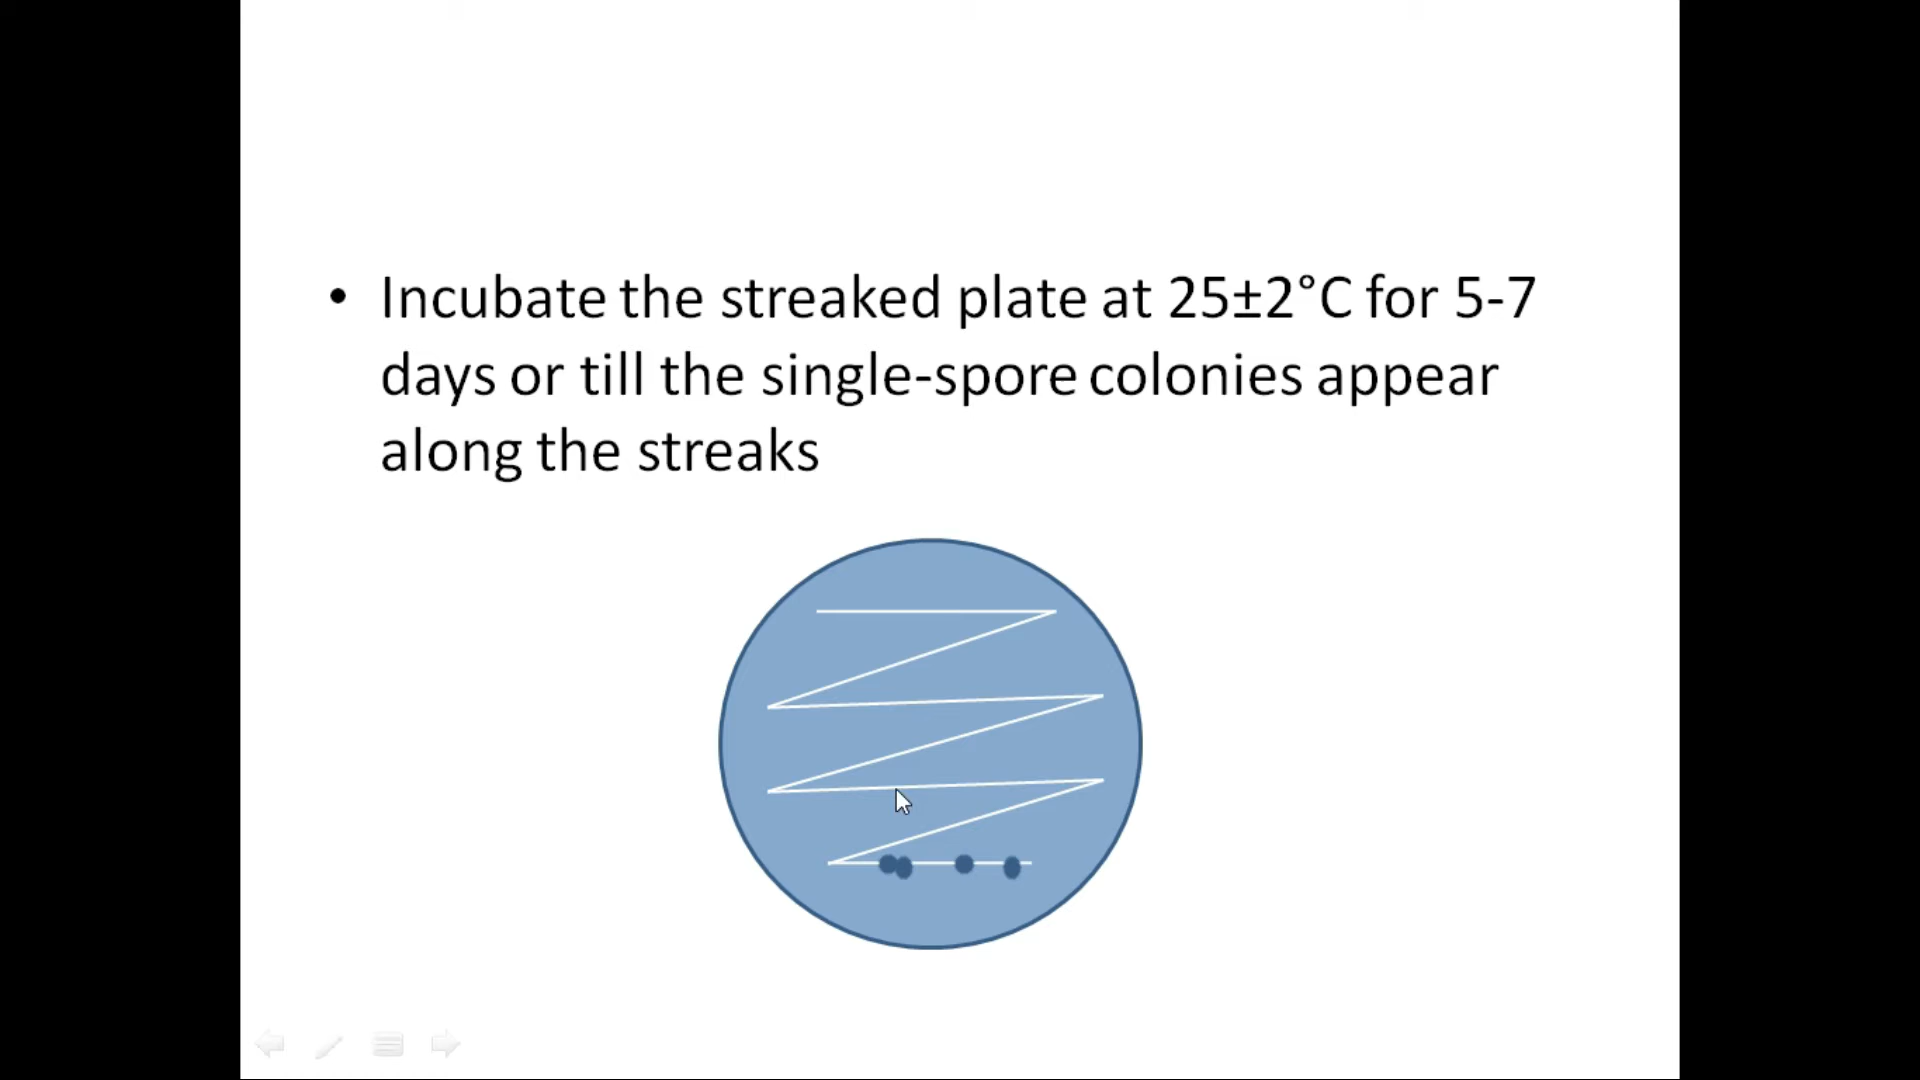 • Incubate the streaked plate at 25±2°C for 5-7
days or till the single-spore colonies appear
along the streaks